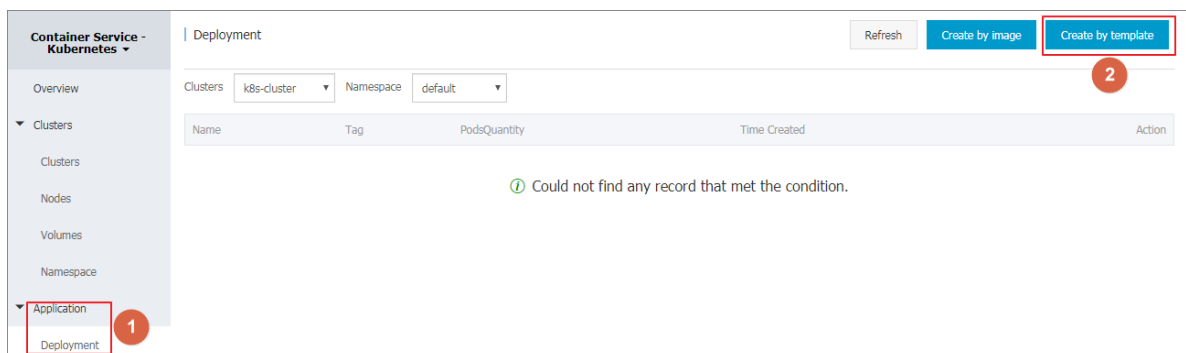 Container Service -
Kubernetes
Overview
Clusters
Clusters
Nodes
Volumes
Namespace
Application
Deployment
1
Deployment
Refresh
Create by image
Create by template
2
Clusters
k8s-cluster
Namespace
default
Name
Tag
PodsQuantity
Time Created
Action
Could not find any record that met the condition.